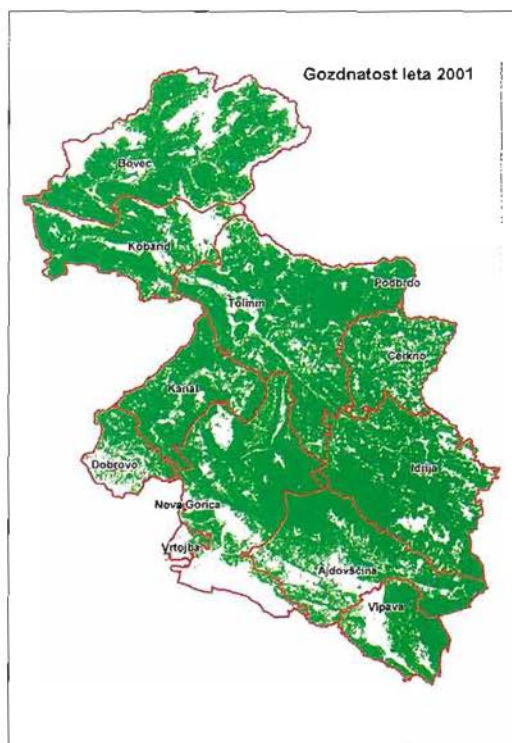 Gozdnatost leta 2001
Bovec
Kobarid
Podbrdo
Tolmin
Cerkno
Kanal
Dobrovo
Idrija
Nova Gorica
Vrtojba
Ajdovščina
Vipava